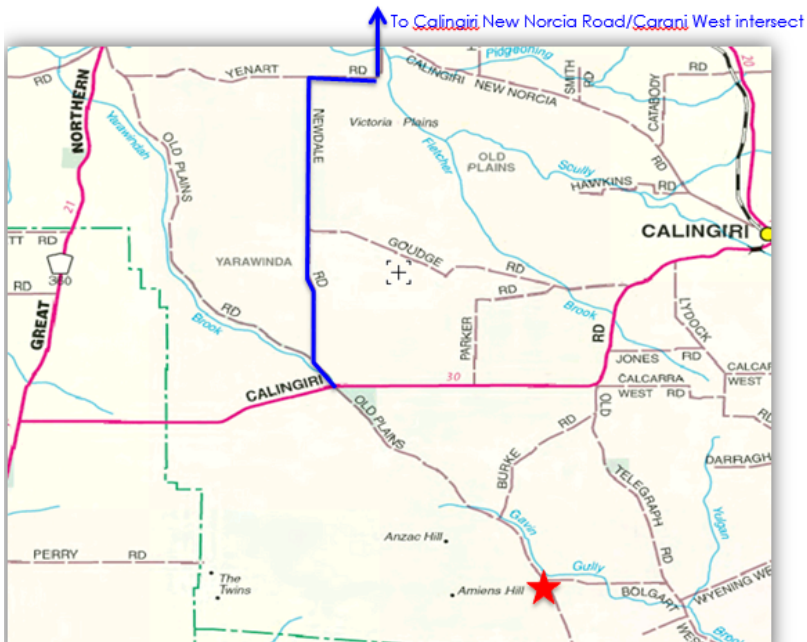 To Calingiri New Norcia Road/Carani West intersect
RD
YENART RD
CALINGIRI NEW NORCIA
RD
Pidgeoning
SMITH
RD
CATABODY
RD
20
NORTHERN
Yarawindah
Brook
OLD PLAINS
RD
NEWDALE
RD
Victoria Plains
Fletcher
Brook
OLD
PLAINS
Scully
HAWKINS RD
CALINGIRI
21
TT RD
360
RD
GREAT
YARAWINDA
GOUDGE RD
RD
PARKER
RD
LYDOCK
JONES RD
CALINGIRI
30
CALCARRA
WEST RD
CALCAR
WEST
RD
OLD
TELEGRAPH
RD
OLD PLAINS
BURKE
RD
DARRAGH
Yulgan
Gavin
Gully
Anzac Hill
Amiens Hill
PERRY RD
The
Twins
BOLGART
WYENING WE
WES
Brook